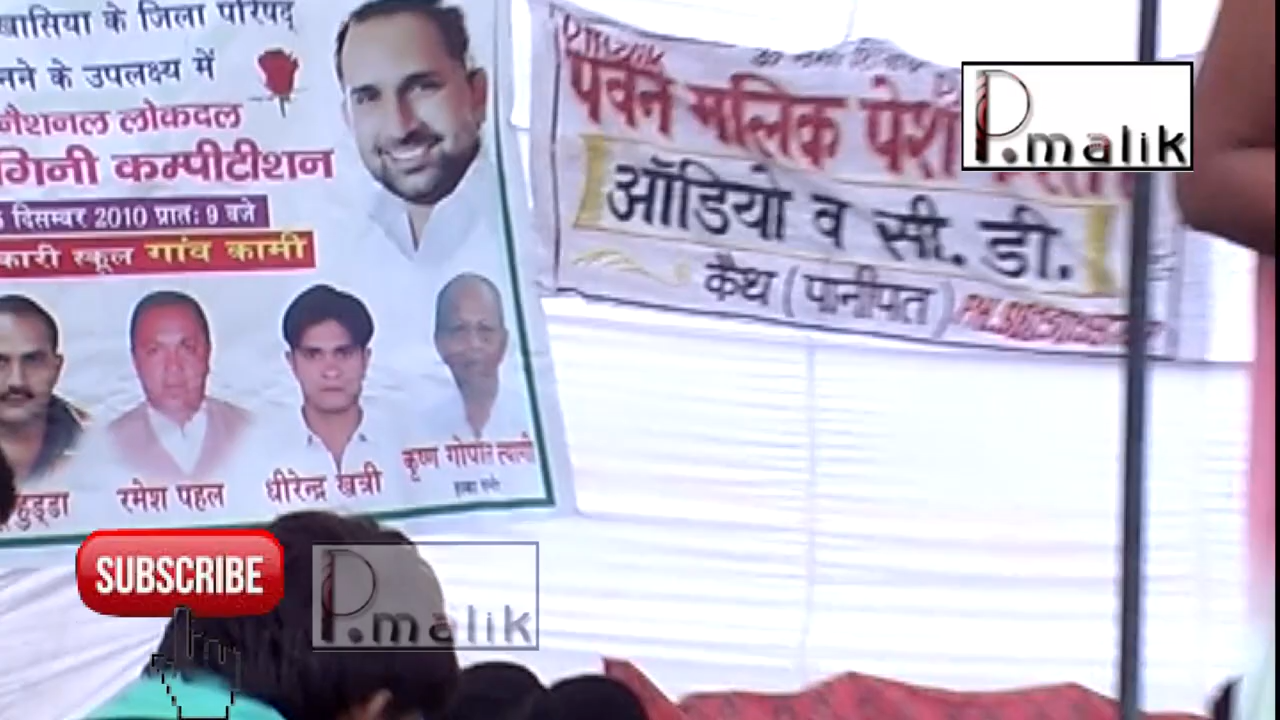 के जिला परिषद्
के उपलक्ष्य में
नैशनल लोकदल
कम्पीटीशन
दिसम्बर 2010 प्रातः 9 बजे
स्कूल गांव कामी
हुड्डा
रमेश पहल
धीरेन्द्र खत्री
कृष्ण गोपाल त्यागी
पवन मलिक
ऑडियो व सी. डी.
कैथ (पानीपत)
P.malik
SUBSCRIBE
P.malik